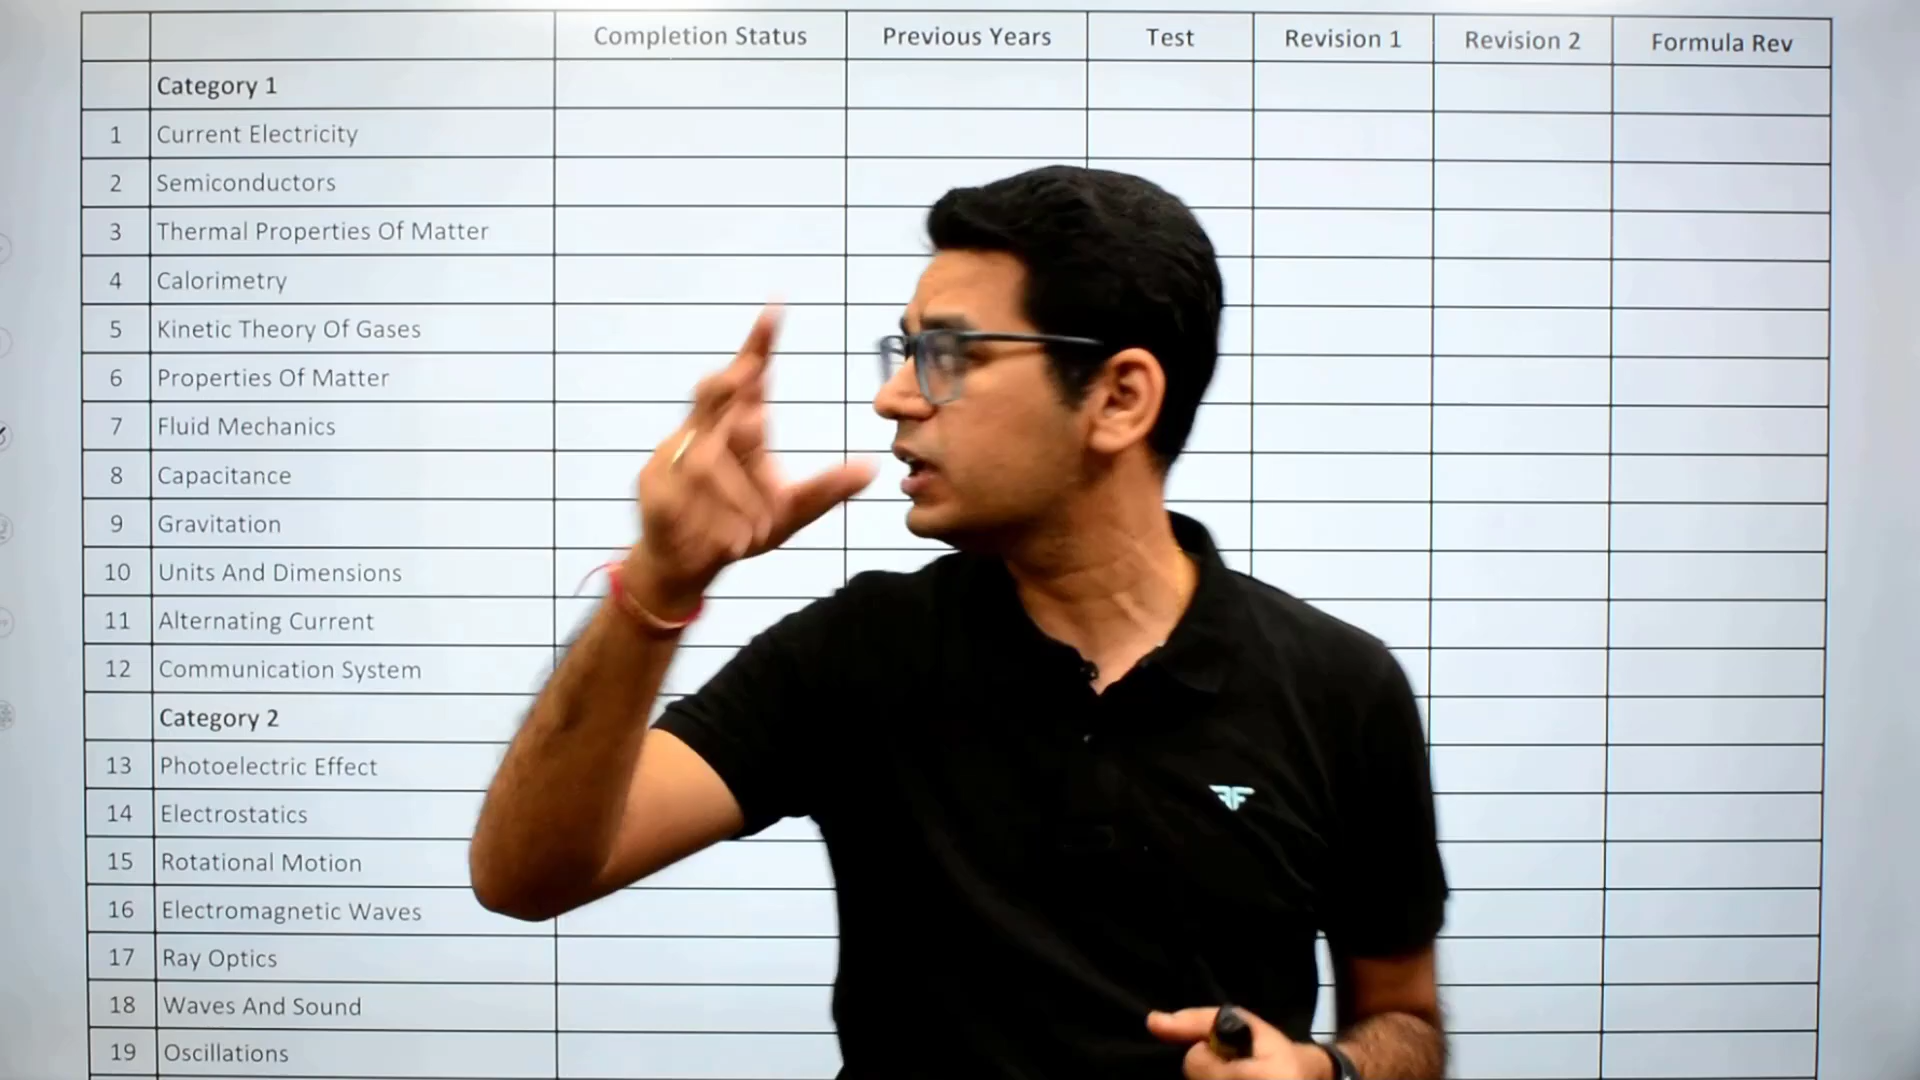 Completion Status Previous Years Test Revision 1 Revision 2 Formula Rev
Category 1
1 Current Electricity
2 Semiconductors
3 Thermal Properties Of Matter
4 Calorimetry
5 Kinetic Theory Of Gases
6 Properties Of Matter
7 Fluid Mechanics
8 Capacitance
9 Gravitation
10 Units And Dimensions
11 Alternating Current
12 Communication System
Category 2
13 Photoelectric Effect
14 Electrostatics
15 Rotational Motion
16 Electromagnetic Waves
17 Ray Optics
18 Waves And Sound
19 Oscillations